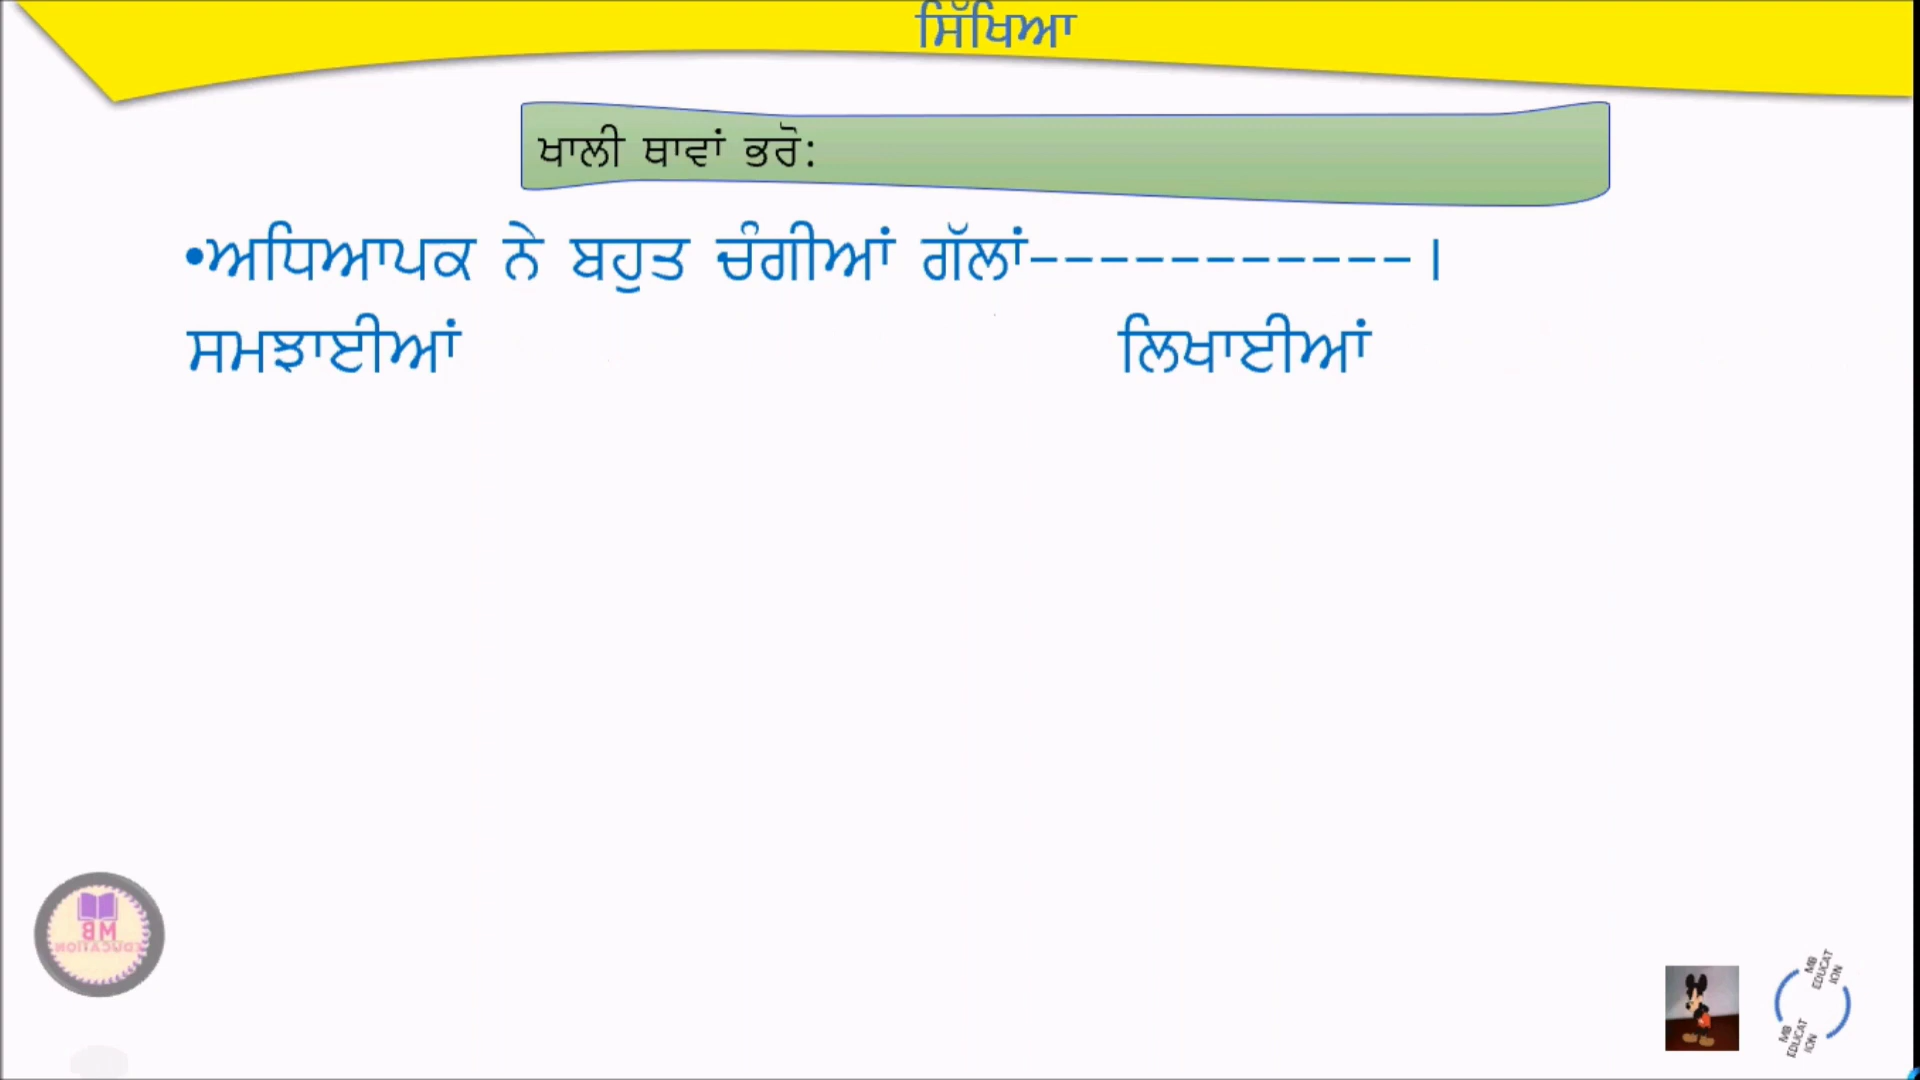 ਸਿੱਖਿਆ
ਖਾਲੀ ਥਾਵਾਂ ਭਰੋ:
•ਅਧਿਆਪਕ ਨੇ ਬਹੁਤ ਚੰਗੀਆਂ ਗੱਲਾਂ-----------।
ਸਮਝਾਈਆਂ ਲਿਖਾਈਆਂ
MB
EDUCATION
MB
EDUCAT
ION
MB
EDUCAT
ION